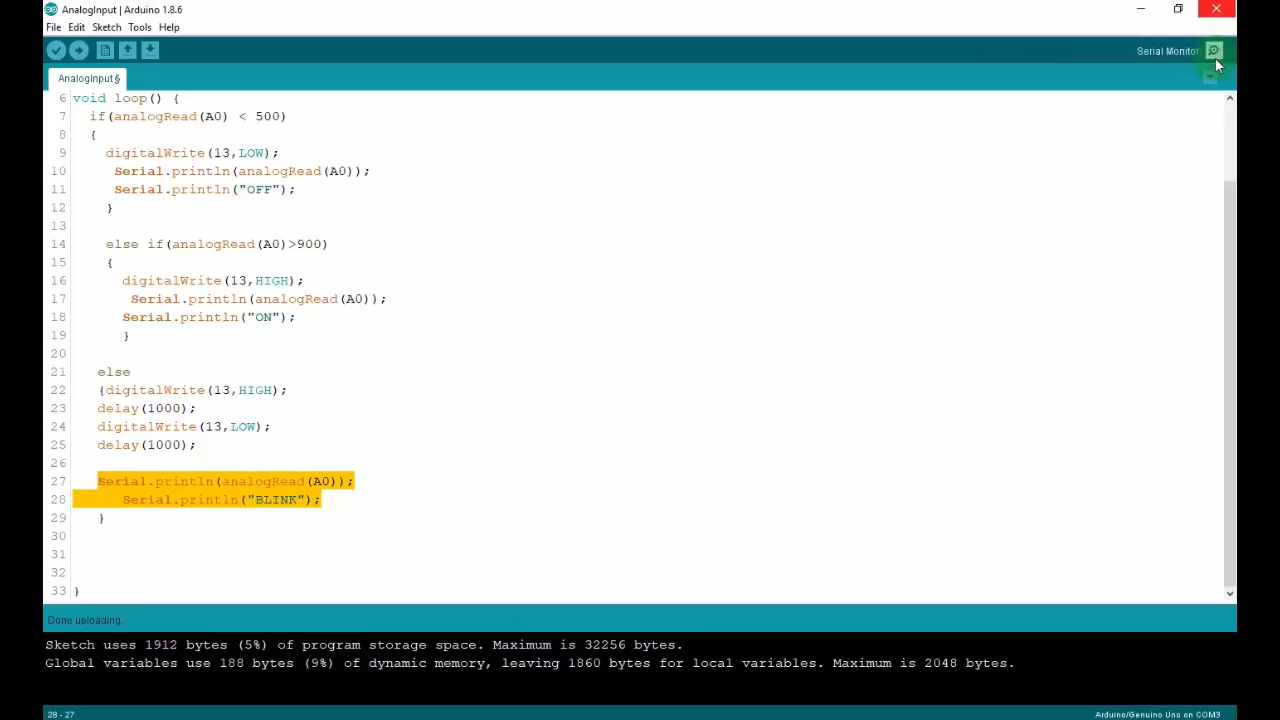 AnalogInput | Arduino 1.8.6
File Edit Sketch Tools Help
Serial Monitor
AnalogInput§
6 void loop() {
7 if(analogRead(A0) < 500)
8 {
9 digitalWrite(13,LOW);
10 Serial.println(analogRead(A0));
11 Serial.println("OFF");
12 }
13
14 else if(analogRead(A0)>900)
15 {
16 digitalWrite(13,HIGH);
17 Serial.println(analogRead(A0));
18 Serial.println("ON");
19 }
20
21 else
22 {digitalWrite(13,HIGH);
23 delay(1000);
24 digitalWrite(13,LOW);
25 delay(1000);
26
27 Serial.println(analogRead(A0));
28 Serial.println("BLINK");
29 }
30
31
32
33 }
Done uploading.
Sketch uses 1912 bytes (5%) of program storage space. Maximum is 32256 bytes.
Global variables use 188 bytes (9%) of dynamic memory, leaving 1860 bytes for local variables. Maximum is 2048 bytes.
28 - 27
Arduino/Genuino Uno on COM3